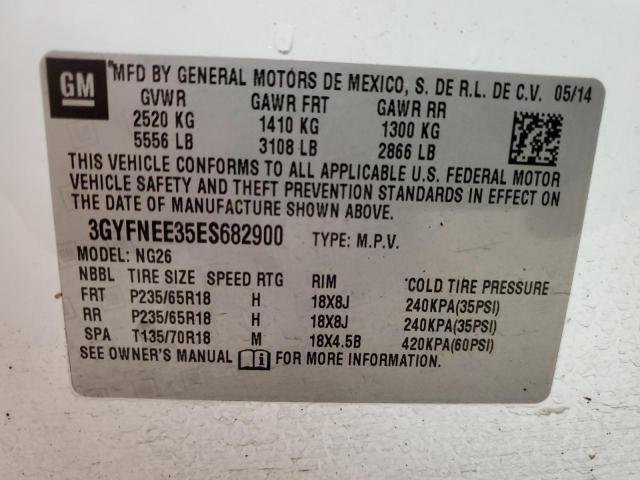 GM
MFD BY GENERAL MOTORS DE MEXICO, S. DE R.L. DE C.V. 05/14
GVWR GAWR FRT GAWR RR
2520 KG 1410 KG 1300 KG
5556 LB 3108 LB 2866 LB
THIS VEHICLE CONFORMS TO ALL APPLICABLE U.S. FEDERAL MOTOR
VEHICLE SAFETY AND THEFT PREVENTION STANDARDS IN EFFECT ON
THE DATE OF MANUFACTURE SHOWN ABOVE.
3GYFNEE35ES682900 TYPE: M.P.V.
MODEL: NG26
NBBL TIRE SIZE SPEED RTG RIM COLD TIRE PRESSURE
FRT P235/65R18 H 18X8J 240KPA(35PSI)
RR P235/65R18 H 18X8J 240KPA(35PSI)
SPA T135/70R18 M 18X4.5B 420KPA(60PSI)
SEE OWNER'S MANUAL FOR MORE INFORMATION.